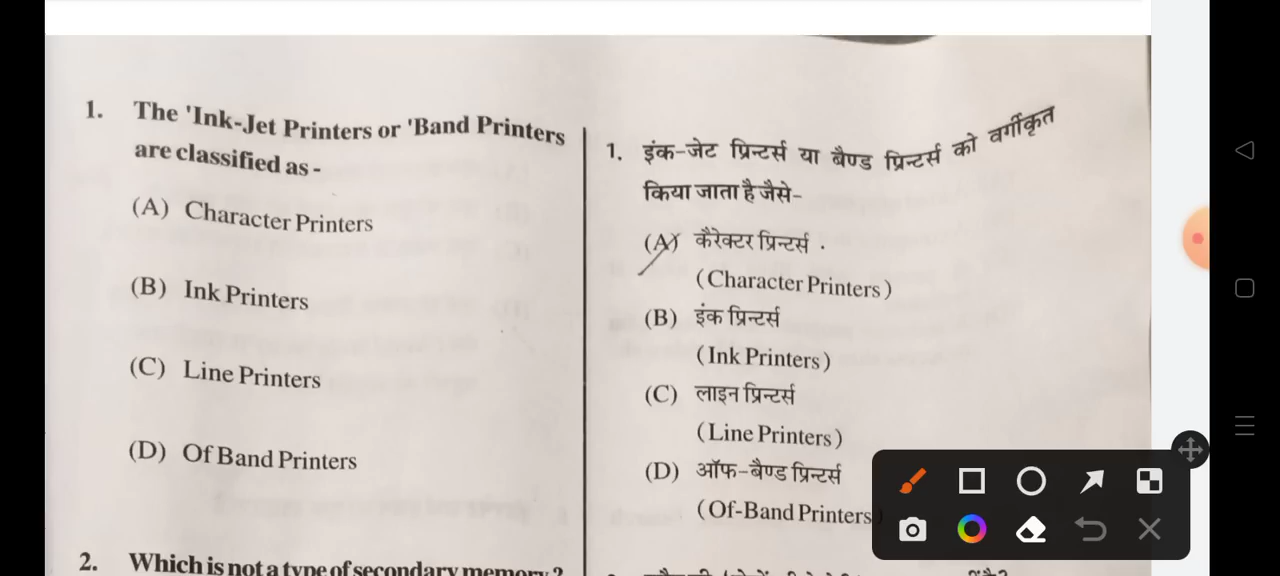 1. The 'Ink-Jet Printers or 'Band Printers
are classified as -
(A) Character Printers
(B) Ink Printers
(C) Line Printers
(D) Of Band Printers
2. Which is not a type of secondary memory?
1. इंक-जेट प्रिन्टर्स या बैण्ड प्रिन्टर्स को वर्गीकृत
किया जाता है जैसे-
(A) कैरेक्टर प्रिन्टर्स .
(Character Printers)
(B) इंक प्रिन्टर्स
(Ink Printers)
(C) लाइन प्रिन्टर्स
(Line Printers)
(D) ऑफ-बैण्ड प्रिन्टर्स
(Of-Band Printers)